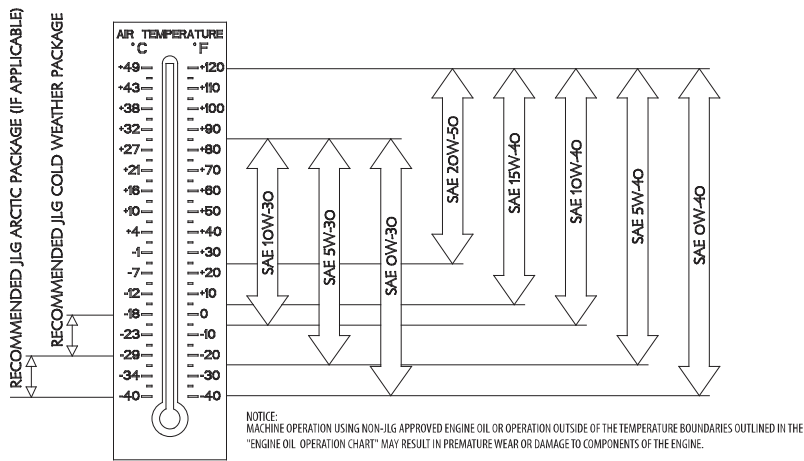 RECOMMENDED JLG ARCTIC PACKAGE (IF APPLICABLE)
RECOMMENDED JLG COLD WEATHER PACKAGE
AIR TEMPERATURE
°C °F
+49 +120
+43 +110
+38 +100
+32 +90
+27 +80
+21 +70
+16 +60
+10 +50
+4 +40
-1 +30
-7 +20
-12 +10
-18 0
-23 -10
-29 -20
-34 -30
-40 -40
SAE 10W-30
SAE 5W-30
SAE 0W-30
SAE 20W-50
SAE 15W-40
SAE 10W-40
SAE 5W-40
SAE 0W-40
NOTICE:
MACHINE OPERATION USING NON-JLG APPROVED ENGINE OIL OR OPERATION OUTSIDE OF THE TEMPERATURE BOUNDARIES OUTLINED IN THE
"ENGINE OIL OPERATION CHART" MAY RESULT IN PREMATURE WEAR OR DAMAGE TO COMPONENTS OF THE ENGINE.